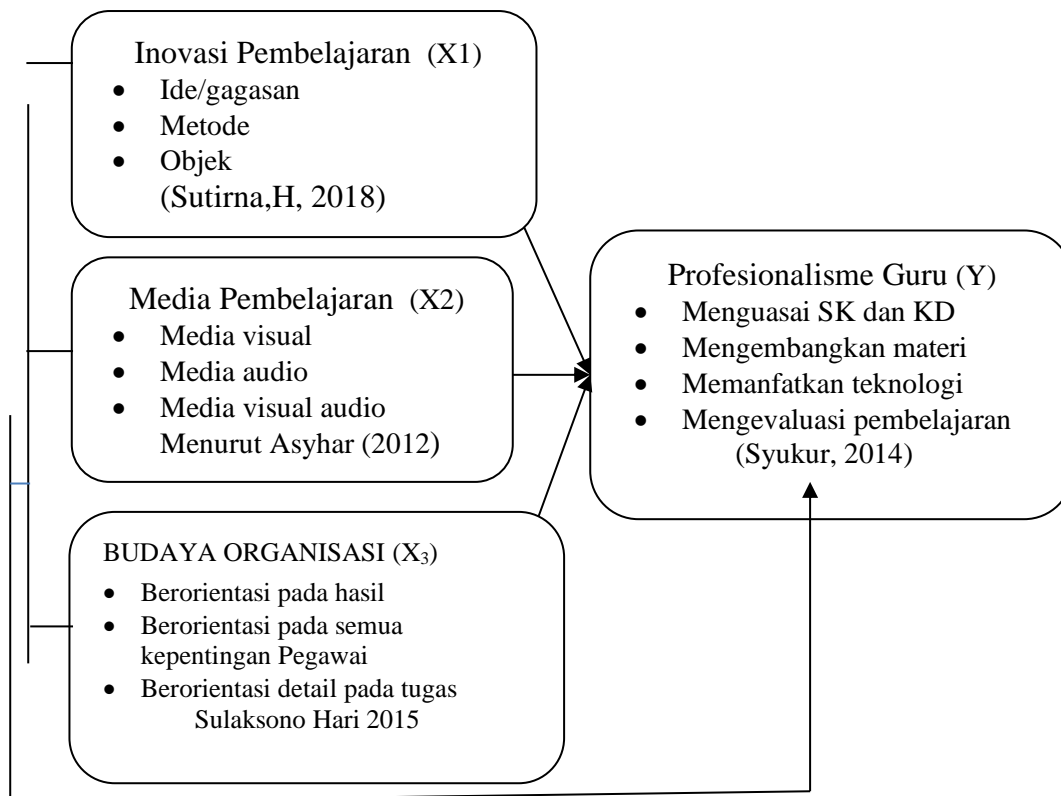 Inovasi Pembelajaran (X1)
• Ide/gagasan
• Metode
• Objek
(Sutirna,H, 2018)
Media Pembelajaran (X2)
• Media visual
• Media audio
• Media visual audio
Menurut Asyhar (2012)
BUDAYA ORGANISASI (X₃)
• Berorientasi pada hasil
• Berorientasi pada semua
kepentingan Pegawai
• Berorientasi detail pada tugas
Sulaksono Hari 2015
Profesionalisme Guru (Y)
• Menguasai SK dan KD
• Mengembangkan materi
• Memanfatkan teknologi
• Mengevaluasi pembelajaran
(Syukur, 2014)